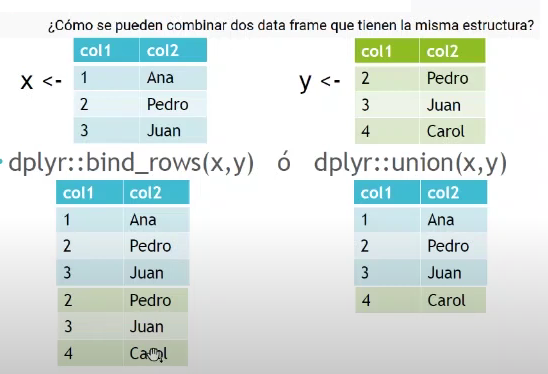 ¿Cómo se pueden combinar dos data frame que tienen la misma estructura?
col1 col2
x <- 1 Ana
2 Pedro
3 Juan
col1 col2
y <- 2 Pedro
3 Juan
4 Carol
dplyr::bind_rows(x,y) ó dplyr::union(x,y)
col1 col2
1 Ana
2 Pedro
3 Juan
2 Pedro
3 Juan
4 Carol
col1 col2
1 Ana
2 Pedro
3 Juan
4 Carol